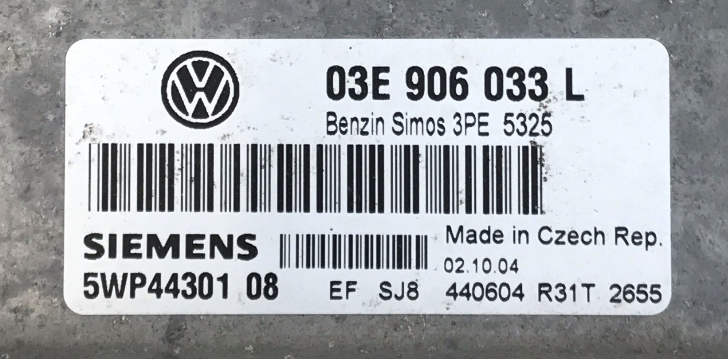 03E 906 033 L
Benzin Simos 3PE 5325
SIEMENS
Made in Czech Rep.
02.10.04
5WP44301 08
EF SJ8 440604 R31T 2655